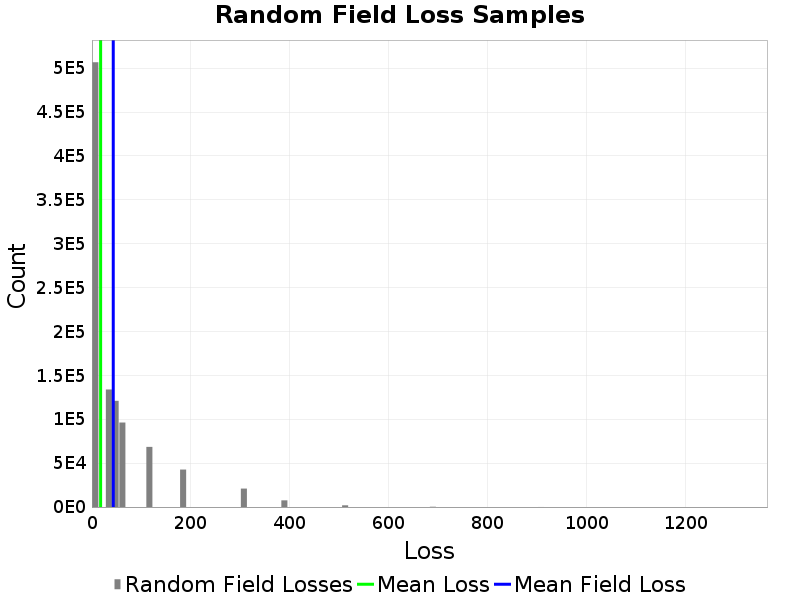 Random Field Loss Samples
Count
5E5
4.5E5
4E5
3.5E5
3E5
2.5E5
2E5
1.5E5
1E5
5E4
0E0
0 200 400 600 800 1000 1200
Loss
Random Field Losses Mean Loss Mean Field Loss